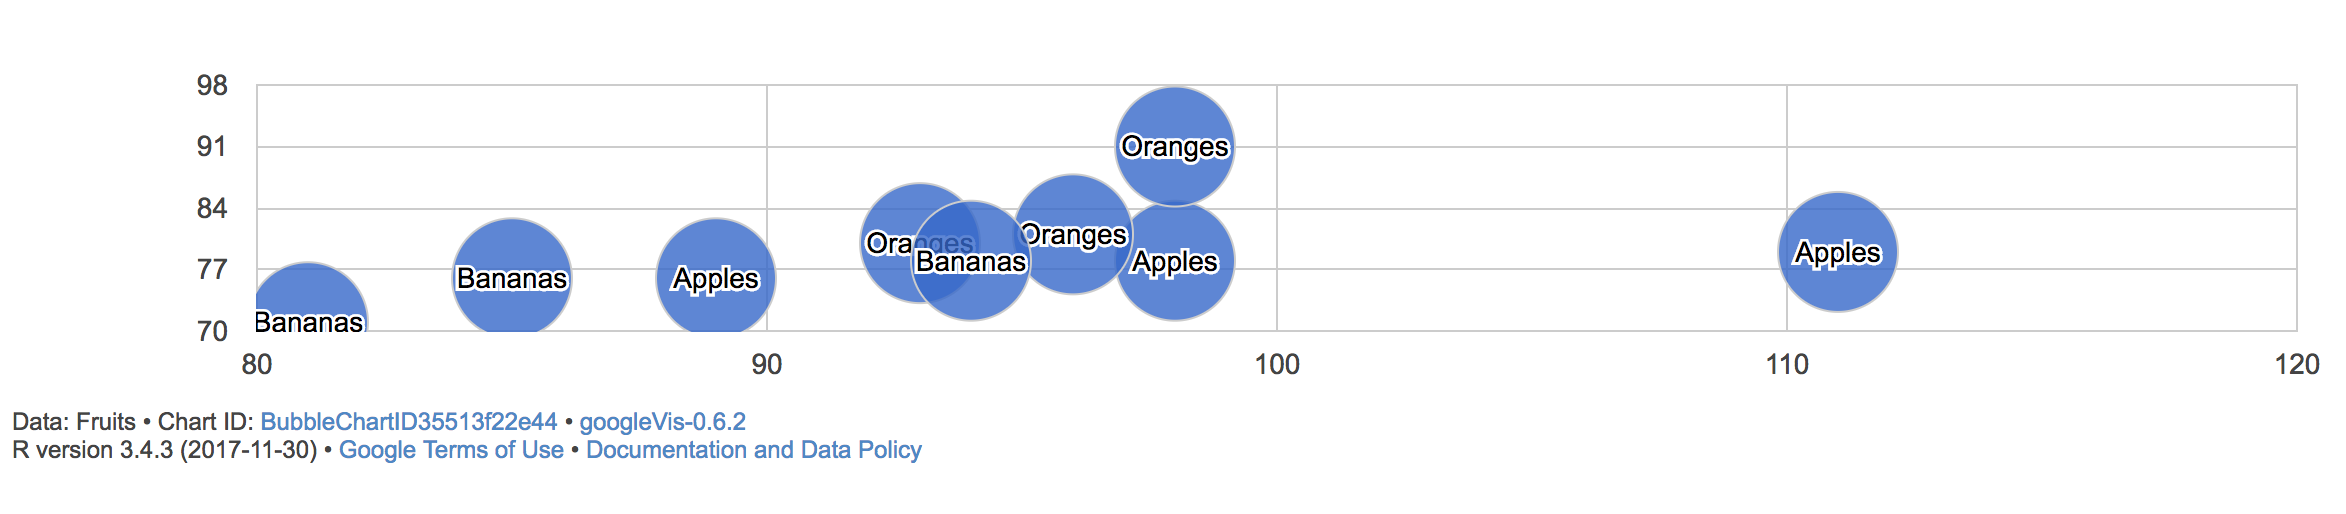 98
91
84
77
70
Oranges
Oranges
Oranges
Bananas
Apples
Apples
Bananas
Apples
Bananas
80 90 100 110 120
Data: Fruits • Chart ID: BubbleChartID35513f22e44 • googleVis-0.6.2
R version 3.4.3 (2017-11-30) • Google Terms of Use • Documentation and Data Policy